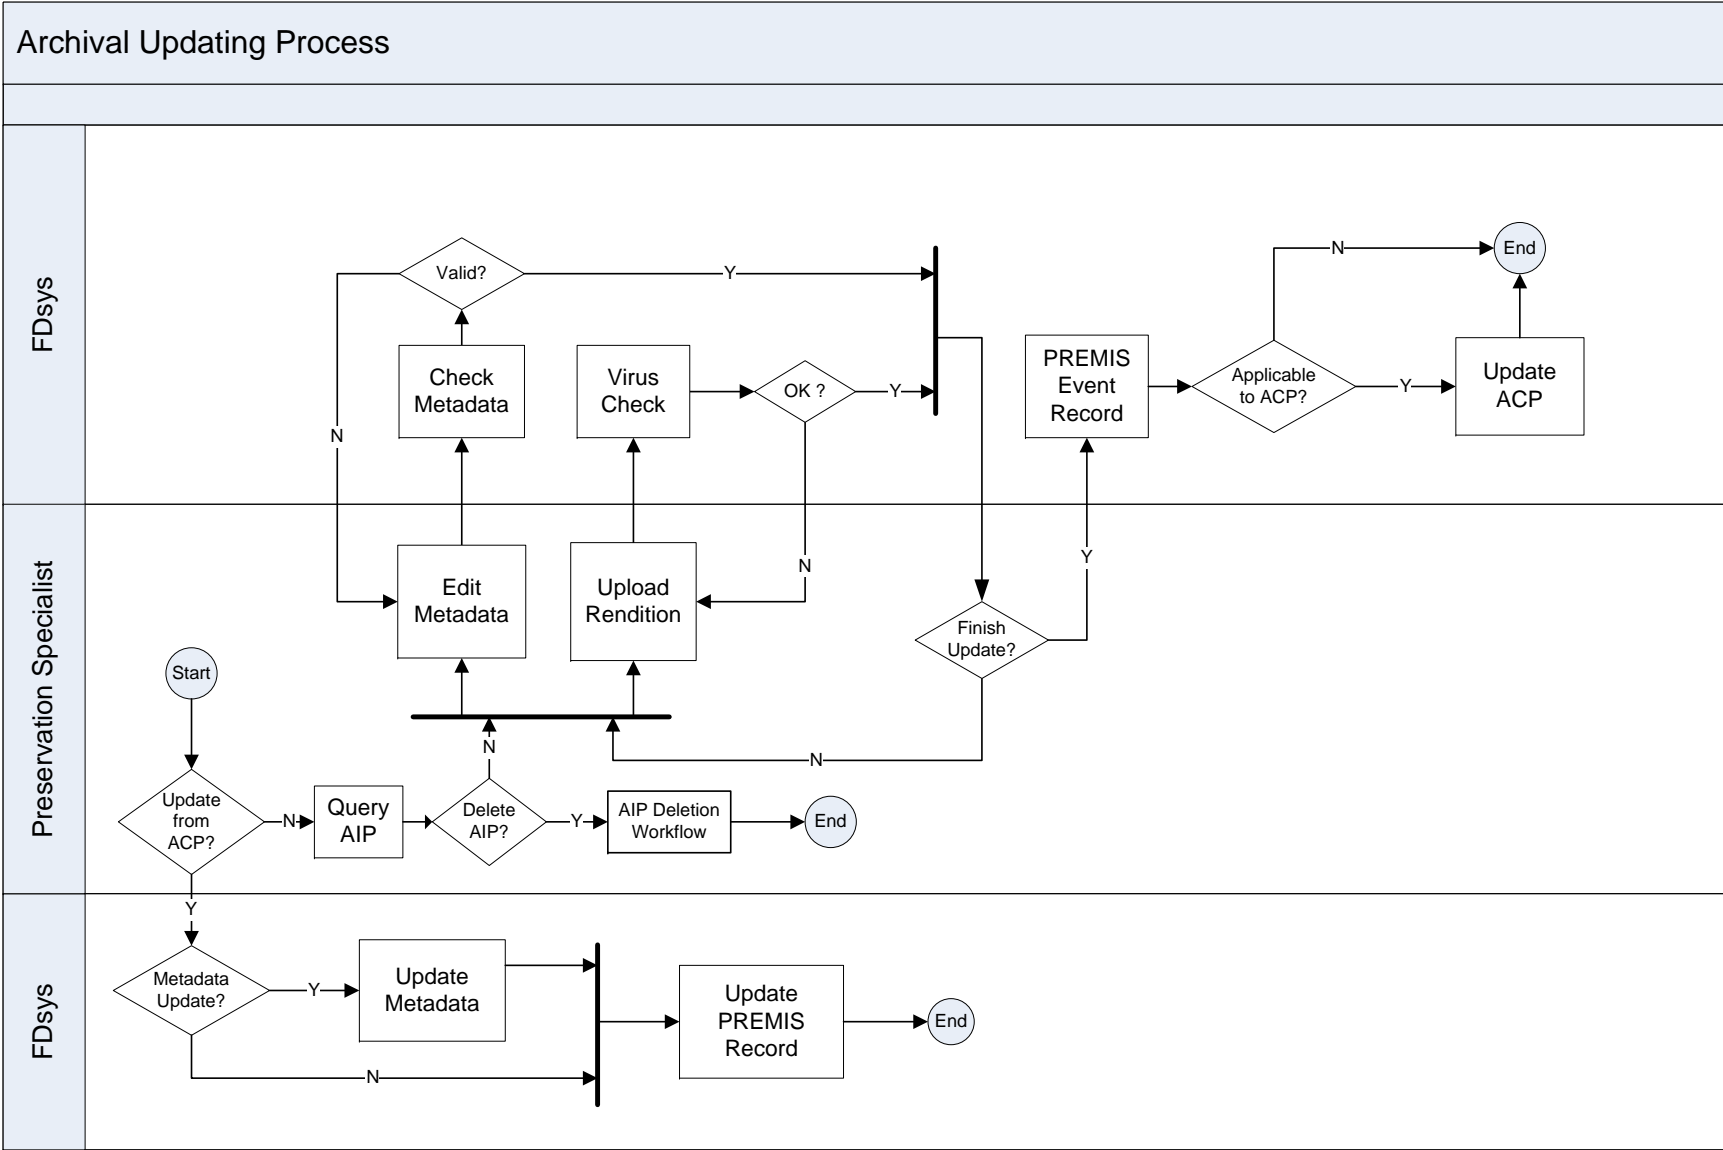 Archival Updating Process
FDsys
Valid?
Y
N
End
Check
Metadata
Virus
Check
OK ?
Y
PREMIS
Event
Record
Applicable
to ACP?
Y
Update
ACP
N
Preservation Specialist
Edit
Metadata
Upload
Rendition
N
Y
Finish
Update?
Start
N
N
Update
from
ACP?
N
Query
AIP
Delete
AIP?
Y
AIP Deletion
Workflow
End
FDsys
Y
Metadata
Update?
Y
Update
Metadata
Update
PREMIS
Record
End
N